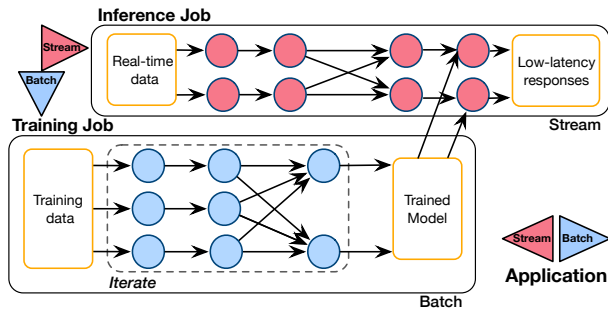 Inference Job
Stream
Batch
Real-time
data
Low-latency
responses
Stream
Training Job
Training
data
Trained
Model
Iterate
Batch
Stream
Batch
Application